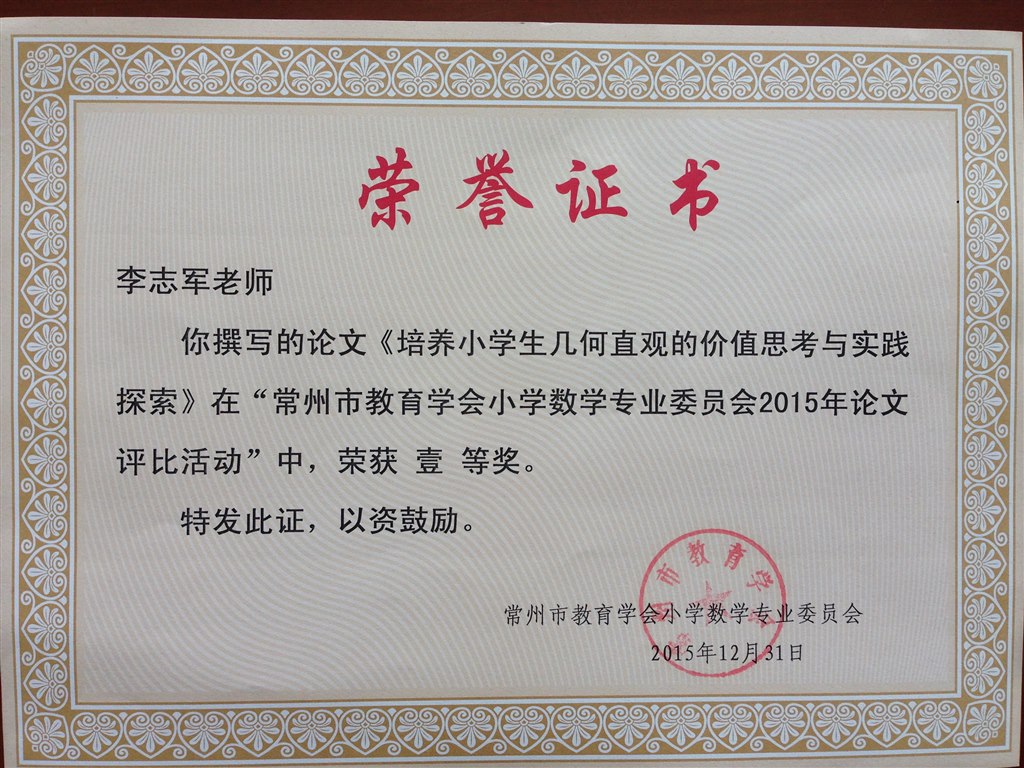 荣誉证书
李志军老师
你撰写的论文《培养小学生几何直观的价值思考与实践
探索》在“常州市教育学会小学数学专业委员会2015年论文
评比活动”中，荣获 壹 等奖。
特发此证，以资鼓励。
市教育学
常州市教育学会小学数学专业委员会
2015年12月31日